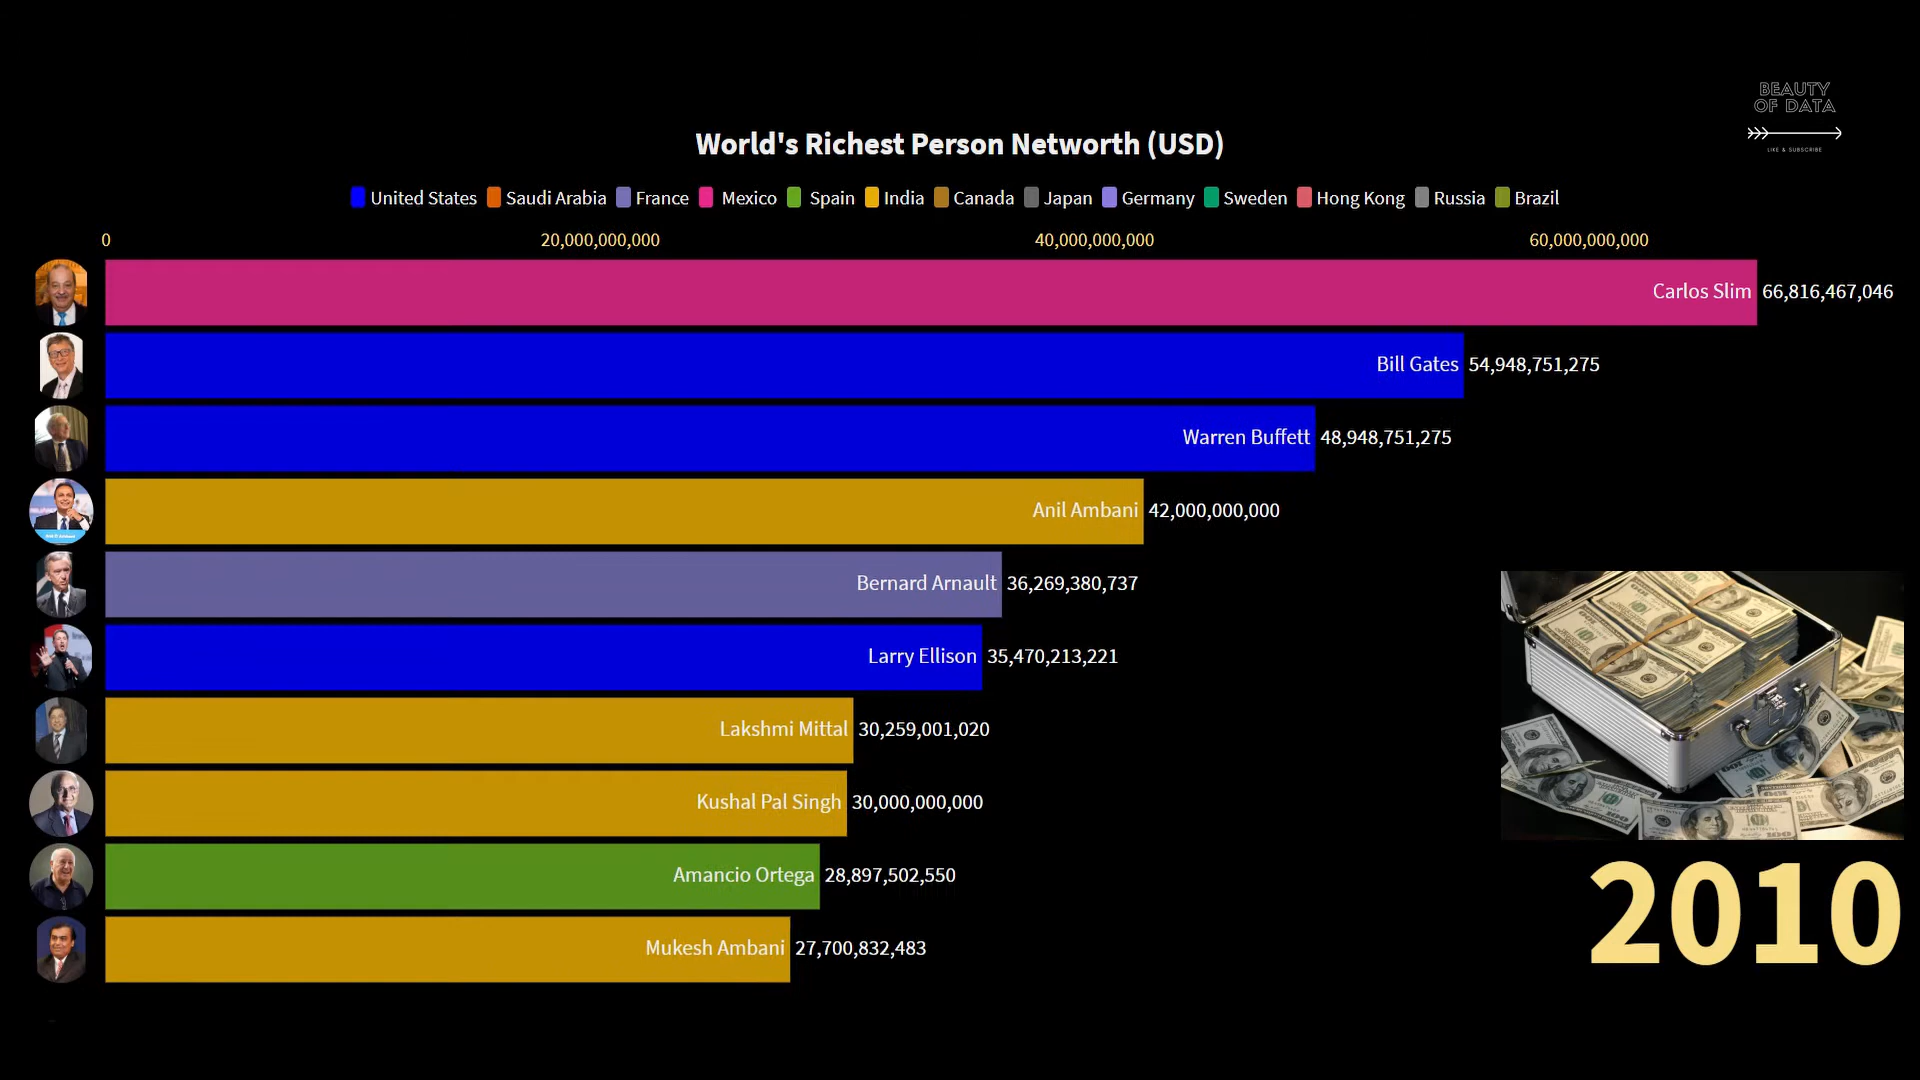 BEAUTY
OF DATA
LIKE & SUBSCRIBE
World's Richest Person Networth (USD)
United States Saudi Arabia France Mexico Spain India Canada Japan Germany Sweden Hong Kong Russia Brazil
0 20,000,000,000 40,000,000,000 60,000,000,000
Carlos Slim 66,816,467,046
Bill Gates 54,948,751,275
Warren Buffett 48,948,751,275
Anil Ambani 42,000,000,000
Bernard Arnault 36,269,380,737
Larry Ellison 35,470,213,221
Lakshmi Mittal 30,259,001,020
Kushal Pal Singh 30,000,000,000
Amancio Ortega 28,897,502,550
Mukesh Ambani 27,700,832,483
2010